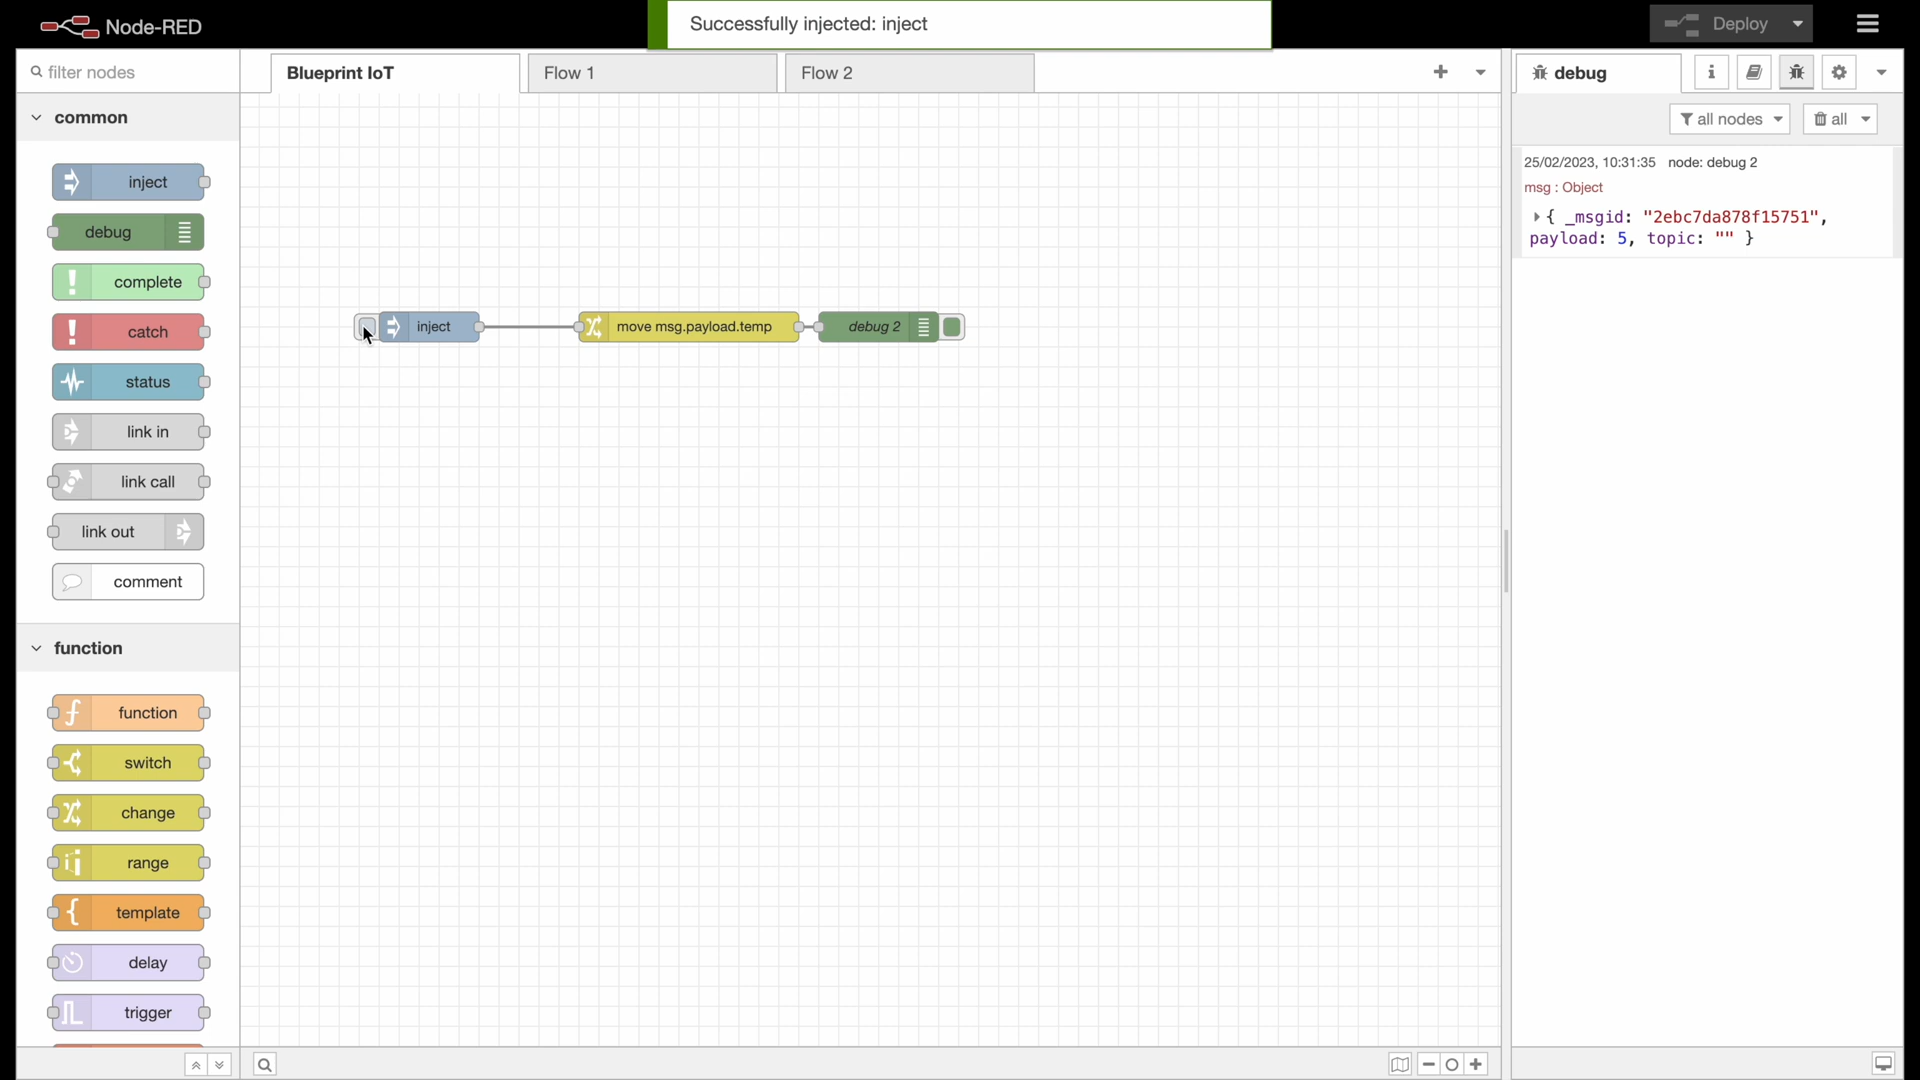 Node-RED
Successfully injected: inject
Deploy
filter nodes
Blueprint IoT
Flow 1
Flow 2
debug
i
common
all nodes
all
inject
debug
complete
catch
status
link in
link call
link out
comment
25/02/2023, 10:31:35 node: debug 2
msg : Object
{ _msgid: "2ebc7da878f15751",
payload: 5, topic: "" }
inject
move msg.payload.temp
debug 2
function
function
switch
change
range
template
delay
trigger